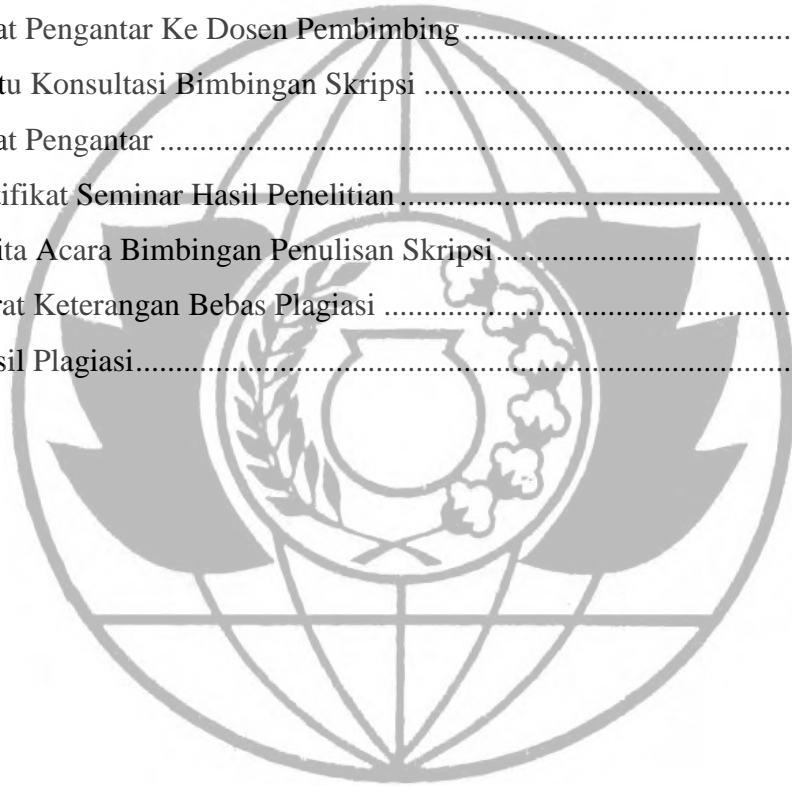 at Pengantar Ke Dosen Pembimbing ....................................................
tu Konsultasi Bimbingan Skripsi ..........................................................
at Pengantar .............................................................................................
tifikat Seminar Hasil Penelitian ..............................................................
ita Acara Bimbingan Penulisan Skripsi ................................................
rat Keterangan Bebas Plagiasi ...............................................................
sil Plagiasi ................................................................................................